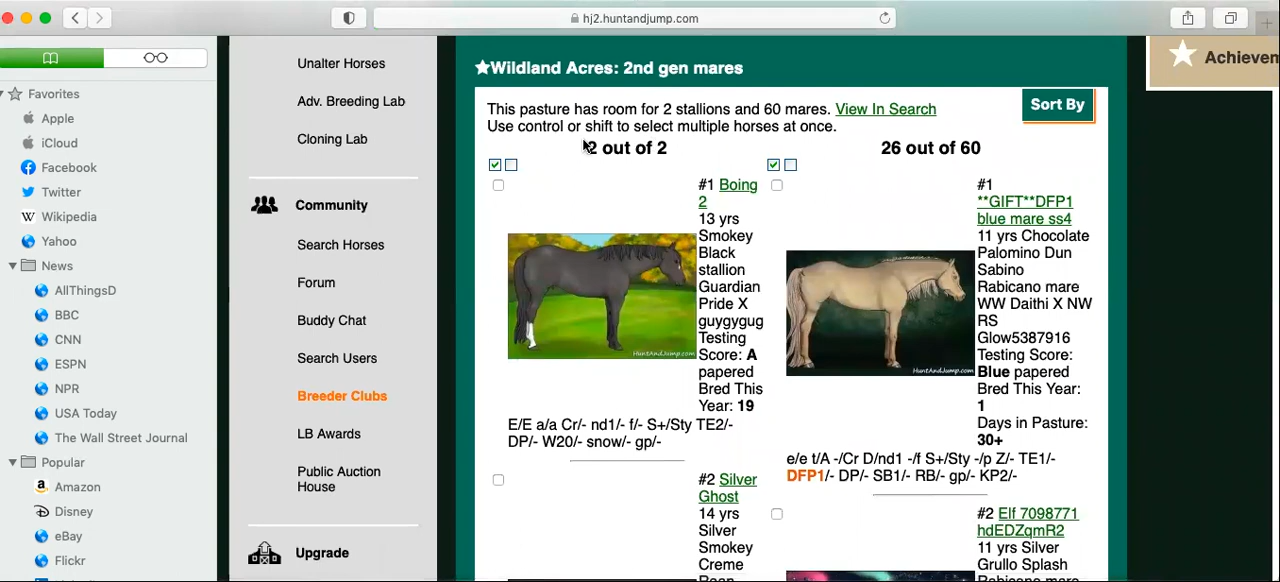 hj2.huntandjump.com
Favorites
Apple
iCloud
Facebook
Twitter
Wikipedia
Yahoo
News
AllThingsD
BBC
CNN
ESPN
NPR
USA Today
The Wall Street Journal
Popular
Amazon
Disney
eBay
Flickr
Unalter Horses
Adv. Breeding Lab
Cloning Lab
Community
Search Horses
Forum
Buddy Chat
Search Users
Breeder Clubs
LB Awards
Public Auction
House
Upgrade
Wildland Acres: 2nd gen mares
This pasture has room for 2 stallions and 60 mares. View In Search
Use control or shift to select multiple horses at once.
Sort By
2 out of 2
#1 Boing
2
13 yrs
Smokey
Black
stallion
Guardian
Pride X
guygygug
Testing
Score: A
papered
Bred This
Year: 19
HuntAndJump.com
E/E a/a Cr/- nd1/- f/- S+/Sty TE2/-
DP/- W20/- snow/- gp/-
#2 Silver
Ghost
14 yrs
Silver
Smokey
Creme
26 out of 60
#1
**GIFT**DFP1
blue mare ss4
11 yrs Chocolate
Palomino Dun
Sabino
Rabicano mare
WW Daithi X NW
RS
Glow5387916
Testing Score:
Blue papered
Bred This Year:
1
Days in Pasture:
30+
HuntAndJump.com
e/e t/A -/Cr D/nd1 -/f S+/Sty -/p Z/- TE1/-
DFP1/- DP/- SB1/- RB/- gp/- KP2/-
#2 Elf 7098771
hdEDZqmR2
11 yrs Silver
Grullo Splash
Achievem